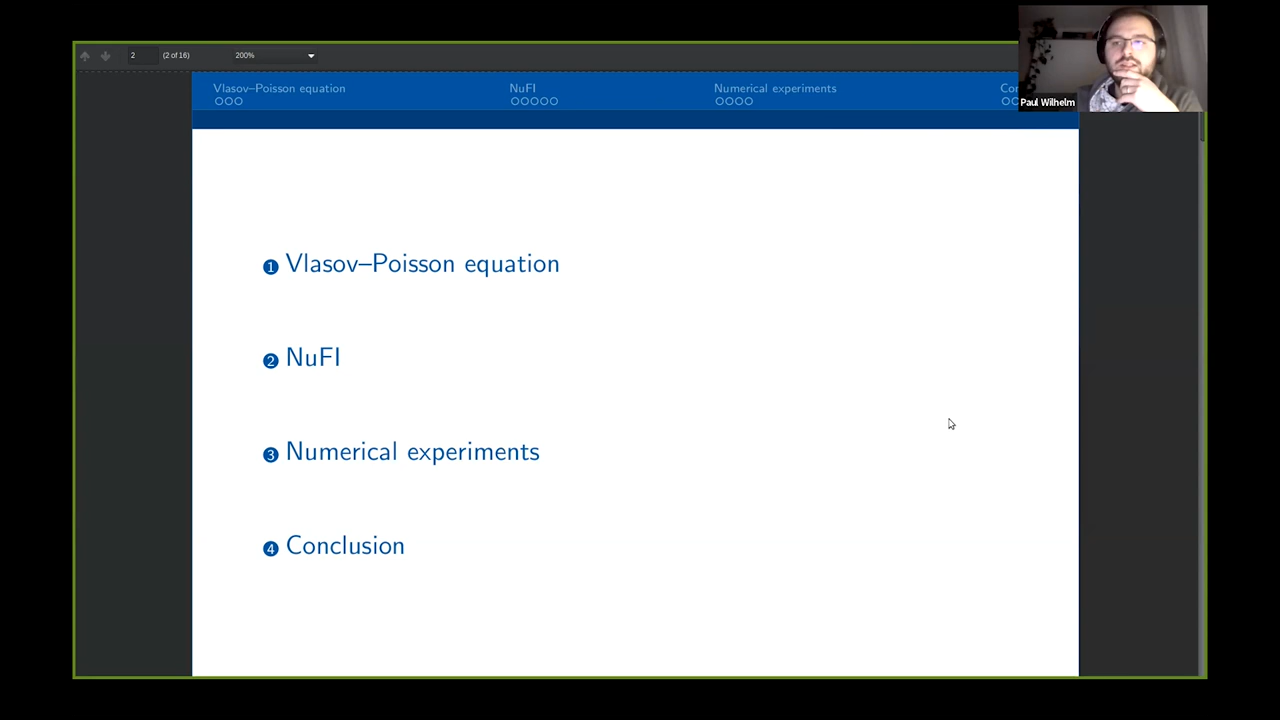 2 (2 of 16) 200%
Vlasov–Poisson equation NuFI Numerical experiments
Paul Wilhelm
1 Vlasov–Poisson equation
2 NuFI
3 Numerical experiments
4 Conclusion